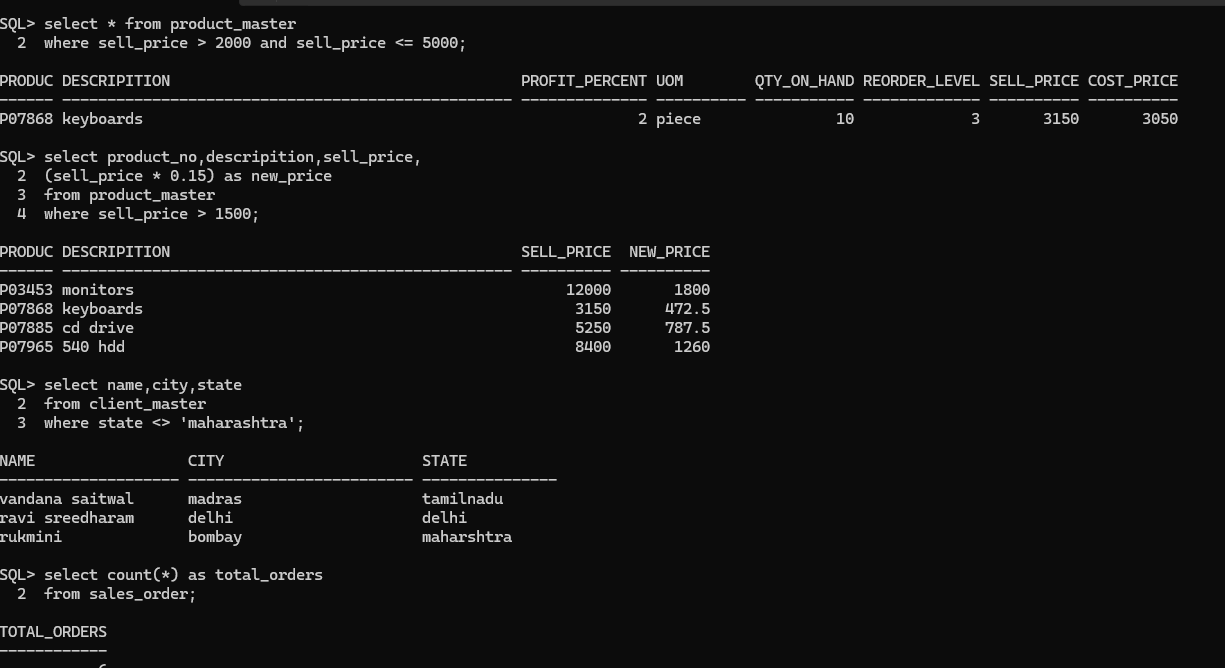 SQL> select * from product_master
  2  where sell_price > 2000 and sell_price <= 5000;
PRODUC DESCRIPITION                                       PROFIT_PERCENT UOM        QTY_ON_HAND REORDER_LEVEL SELL_PRICE COST_PRICE
------ -------------------------------------------------- -------------- ---------- ----------- ------------- ---------- ----------
P07868 keyboards                                                       2 piece               10             3       3150       3050
SQL> select product_no,descripition,sell_price,
  2  (sell_price * 0.15) as new_price
  3  from product_master
  4  where sell_price > 1500;
PRODUC DESCRIPITION                                       SELL_PRICE  NEW_PRICE
------ -------------------------------------------------- ---------- ----------
P03453 monitors                                                12000       1800
P07868 keyboards                                                3150      472.5
P07885 cd drive                                                 5250      787.5
P07965 540 hdd                                                  8400       1260
SQL> select name,city,state
  2  from client_master
  3  where state <> 'maharashtra';
NAME                 CITY                      STATE
-------------------- ------------------------- ---------------
vandana saitwal      madras                    tamilnadu
ravi sreedharam      delhi                     delhi
rukmini              bombay                    maharshtra
SQL> select count(*) as total_orders
  2  from sales_order;
TOTAL_ORDERS
------------